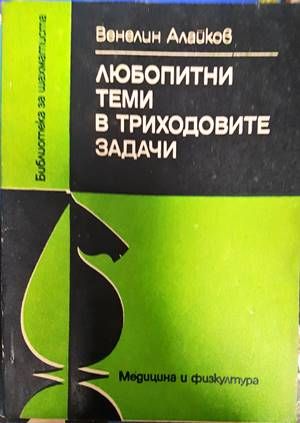 Венелин Алайков
ЛЮБОПИТНИ
ТЕМИ
В ТРИХОДОВИТЕ
ЗАДАЧИ
Библиотека за шахматиста
Медицина и физкултура